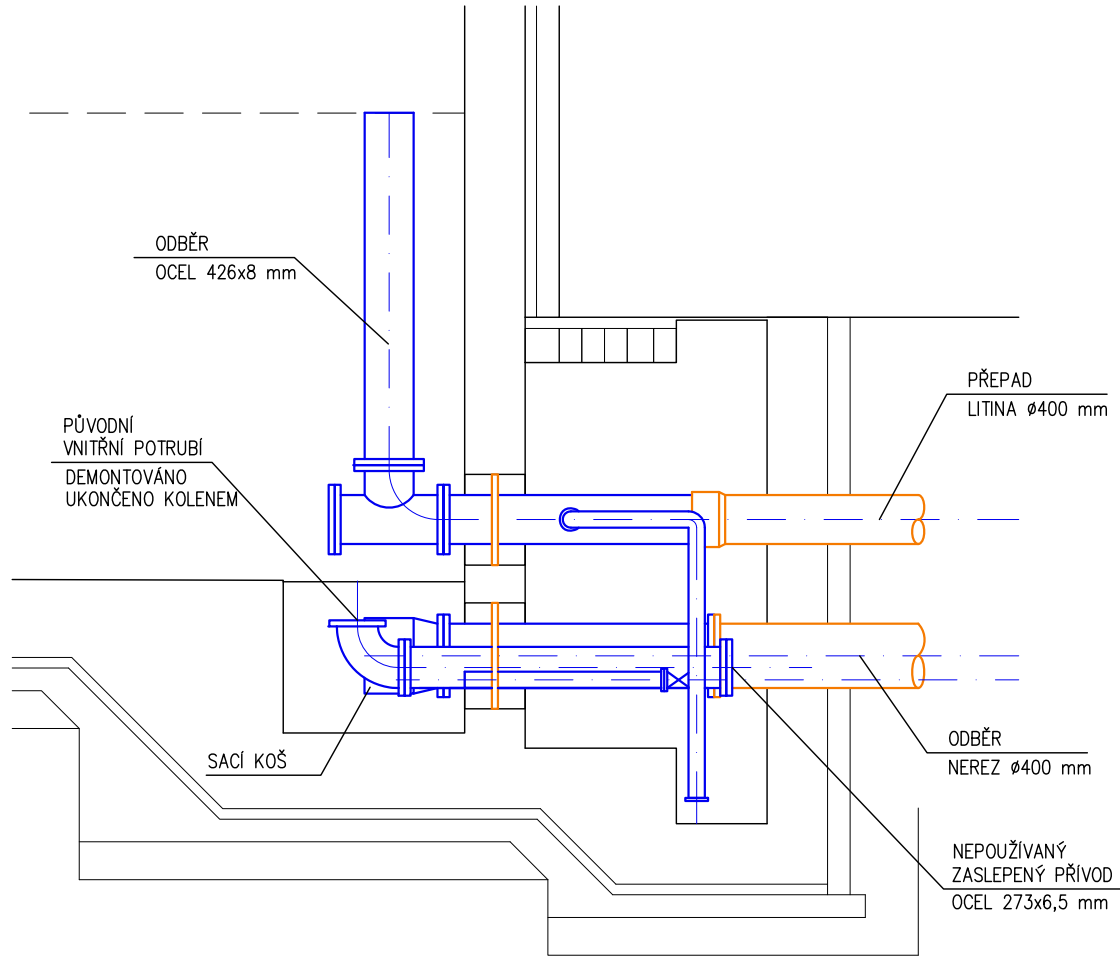 ODBĚR
OCEL 426x8 mm
PŮVODNÍ
VNITŘNÍ POTRUBÍ
DEMONTOVÁNO
UKONČENO KOLENEM
SACÍ KOŠ
PŘEPAD
LITINA ø400 mm
ODBĚR
NEREZ ø400 mm
NEPOUŽÍVANÝ
ZASLEPENÝ PŘÍVOD
OCEL 273x6,5 mm